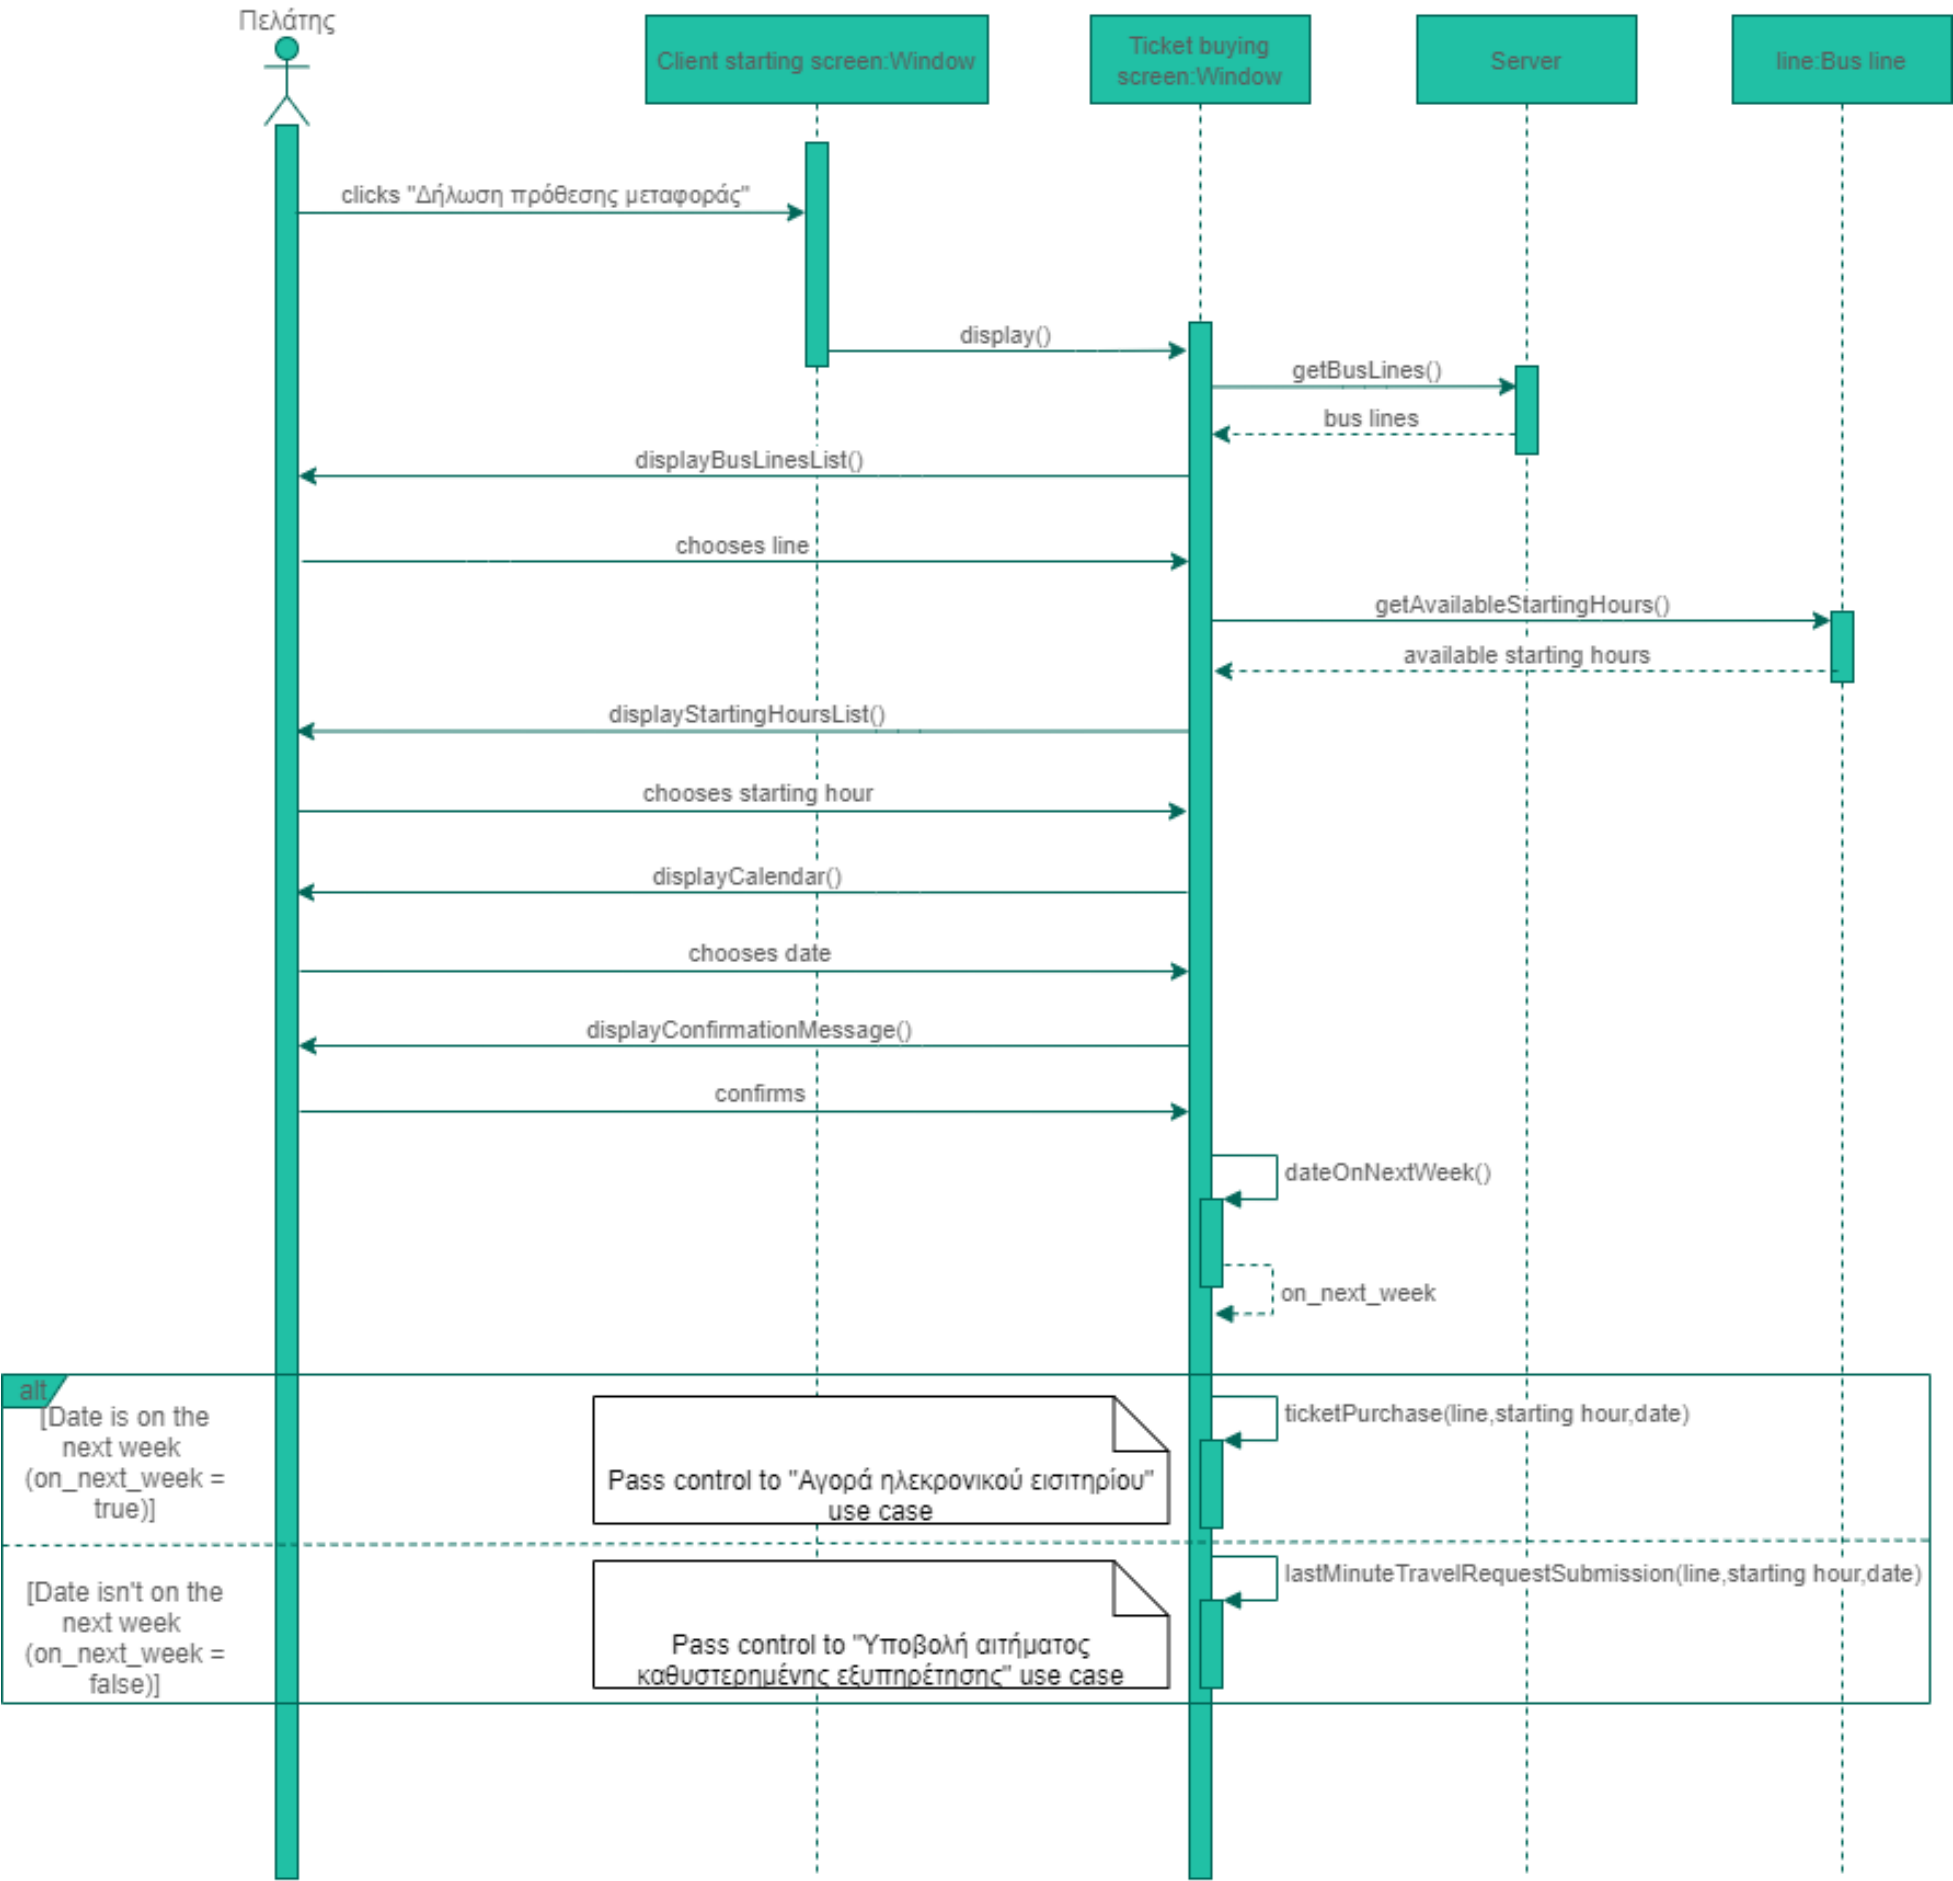 Πελάτης
Client starting screen:Window
Ticket buying
screen:Window
Server
line:Bus line
clicks "Δήλωση πρόθεσης μεταφοράς"
display()
getBusLines()
bus lines
displayBusLinesList()
chooses line
getAvailableStartingHours()
available starting hours
displayStartingHoursList()
chooses starting hour
displayCalendar()
chooses date
displayConfirmationMessage()
confirms
dateOnNextWeek()
on_next_week
alt
[Date is on the
next week
(on_next_week =
true)]
ticketPurchase(line,starting hour,date)
Pass control to "Αγορά ηλεκρονικού εισιτηρίου"
use case
[Date isn't on the
next week
(on_next_week =
false)]
lastMinuteTravelRequestSubmission(line,starting hour,date)
Pass control to "Υποβολή αιτήματος
καθυστερημένης εξυπηρέτησης" use case